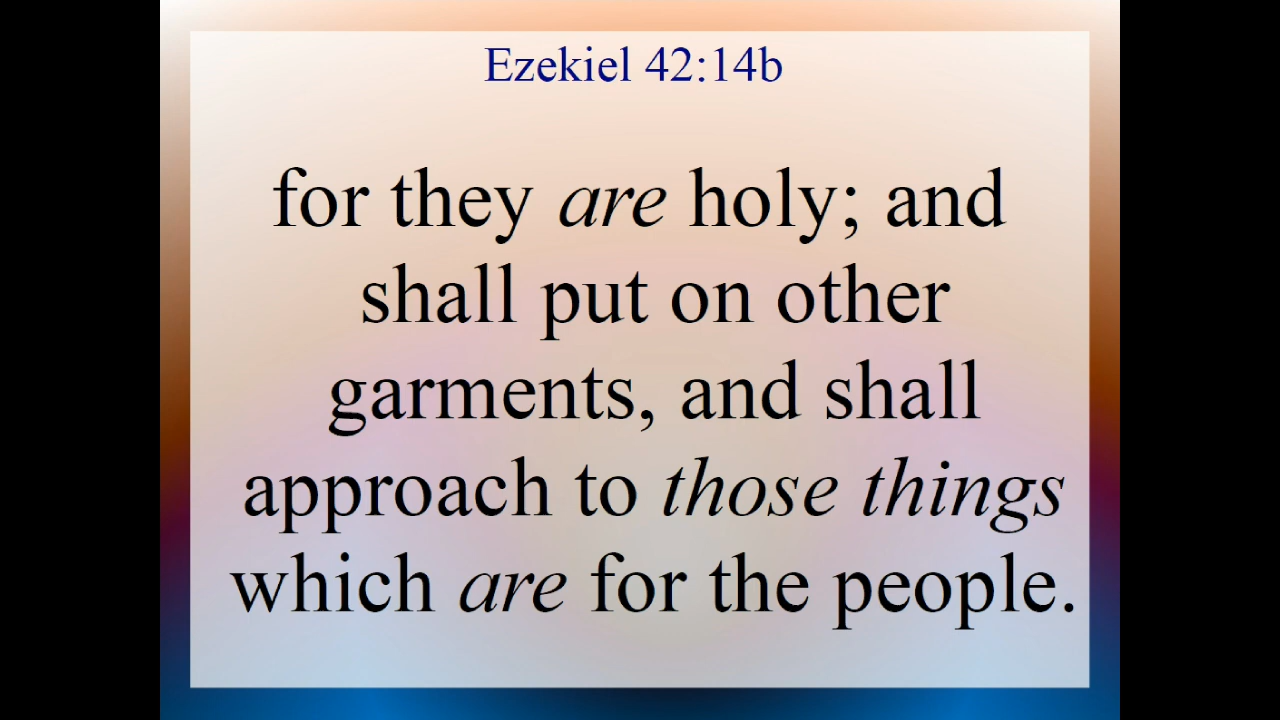 Ezekiel 42:14b
for they are holy; and
shall put on other
garments, and shall
approach to those things
which are for the people.